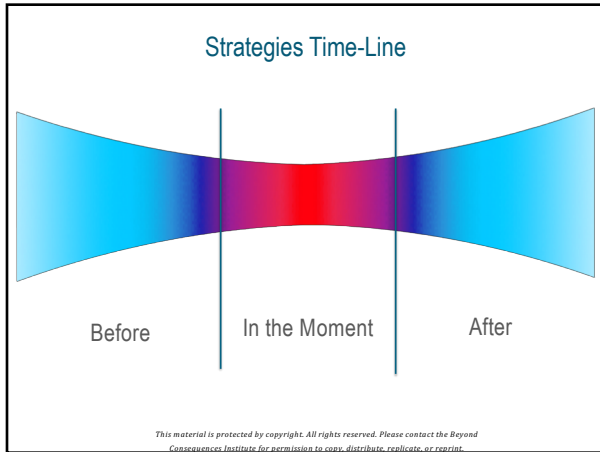 Strategies Time-Line
Before
In the Moment
After
This material is protected by copyright. All rights reserved. Please contact the Beyond
Consequences Institute for permission to copy, distribute, replicate, or reprint.